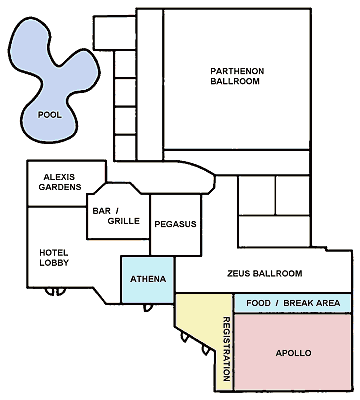 PARTHENON
BALLROOM
POOL
ALEXIS
GARDENS
BAR /
GRILLE
PEGASUS
HOTEL
LOBBY
ATHENA
ZEUS BALLROOM
FOOD / BREAK AREA
REGISTRATION
APOLLO